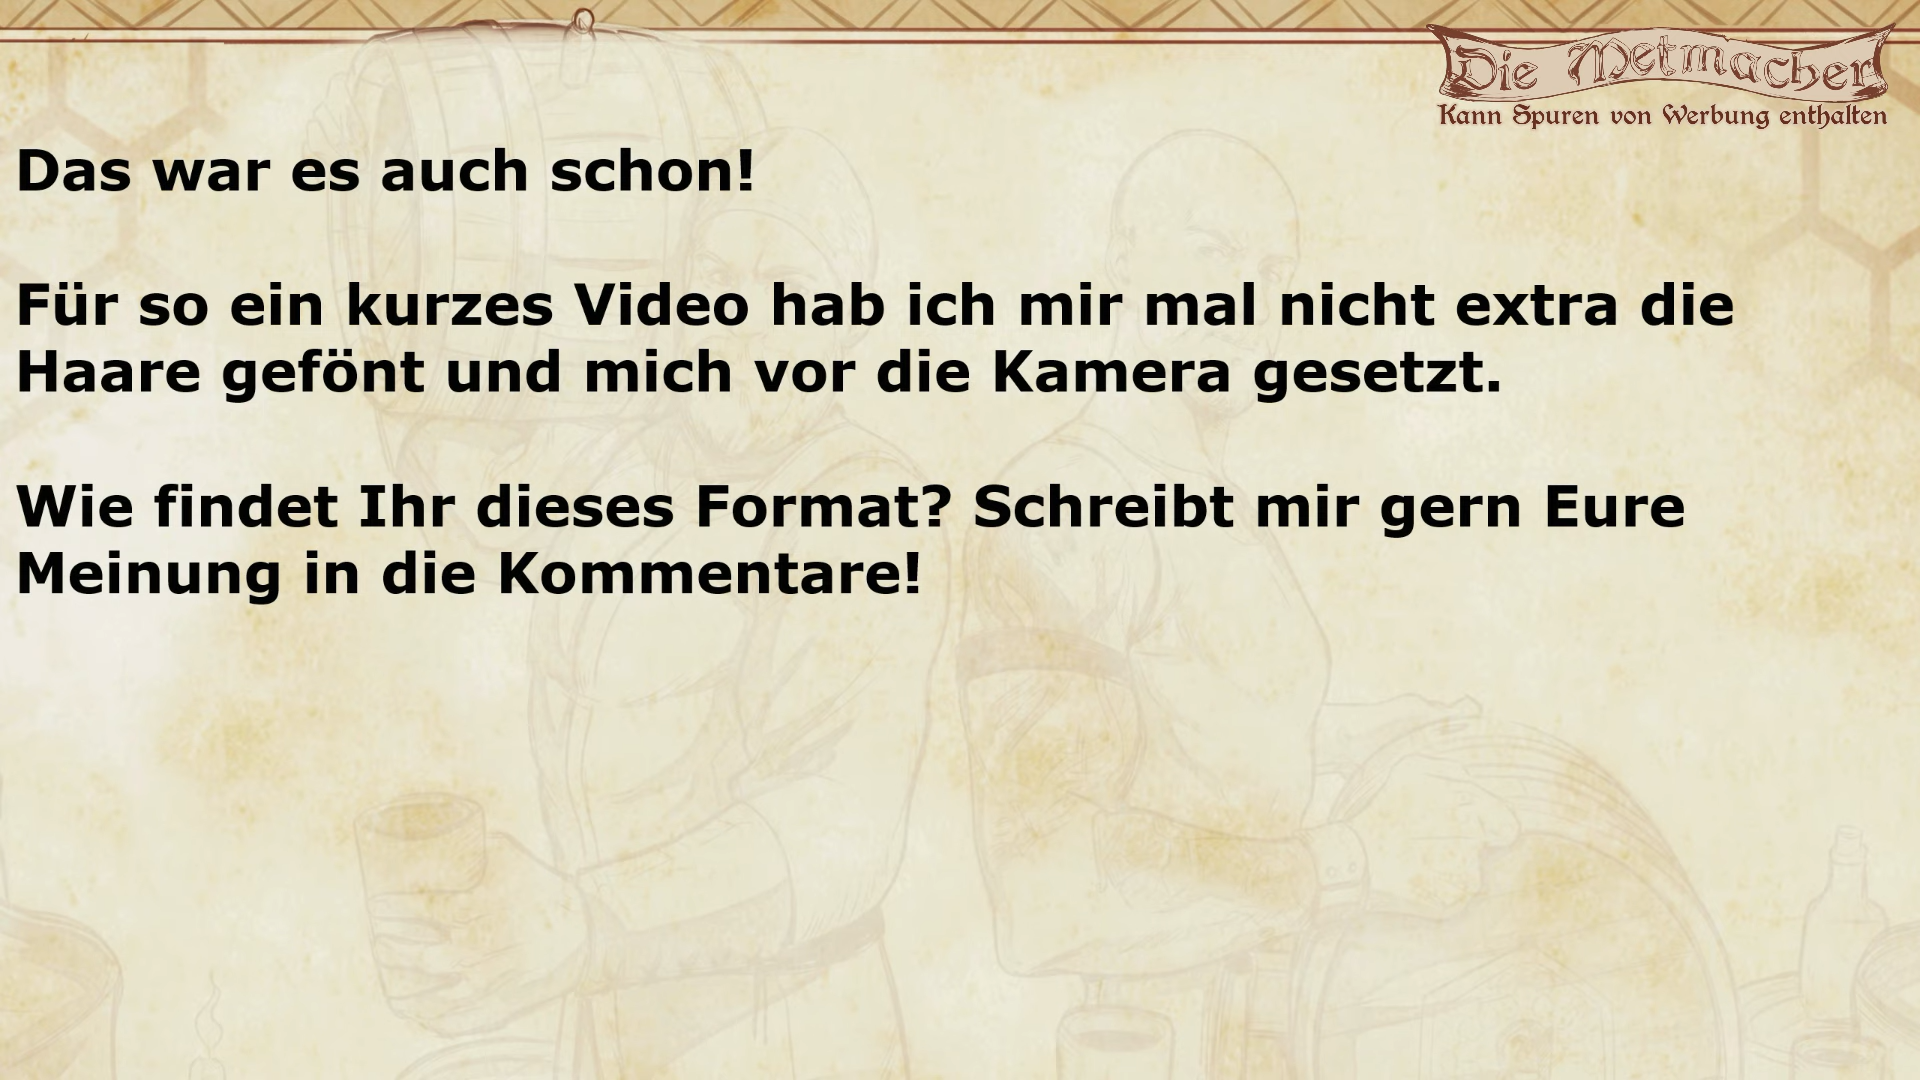 Die Metmacher
Kann Spuren von Werbung enthalten
Das war es auch schon!
Für so ein kurzes Video hab ich mir mal nicht extra die
Haare gefönt und mich vor die Kamera gesetzt.
Wie findet Ihr dieses Format? Schreibt mir gern Eure
Meinung in die Kommentare!